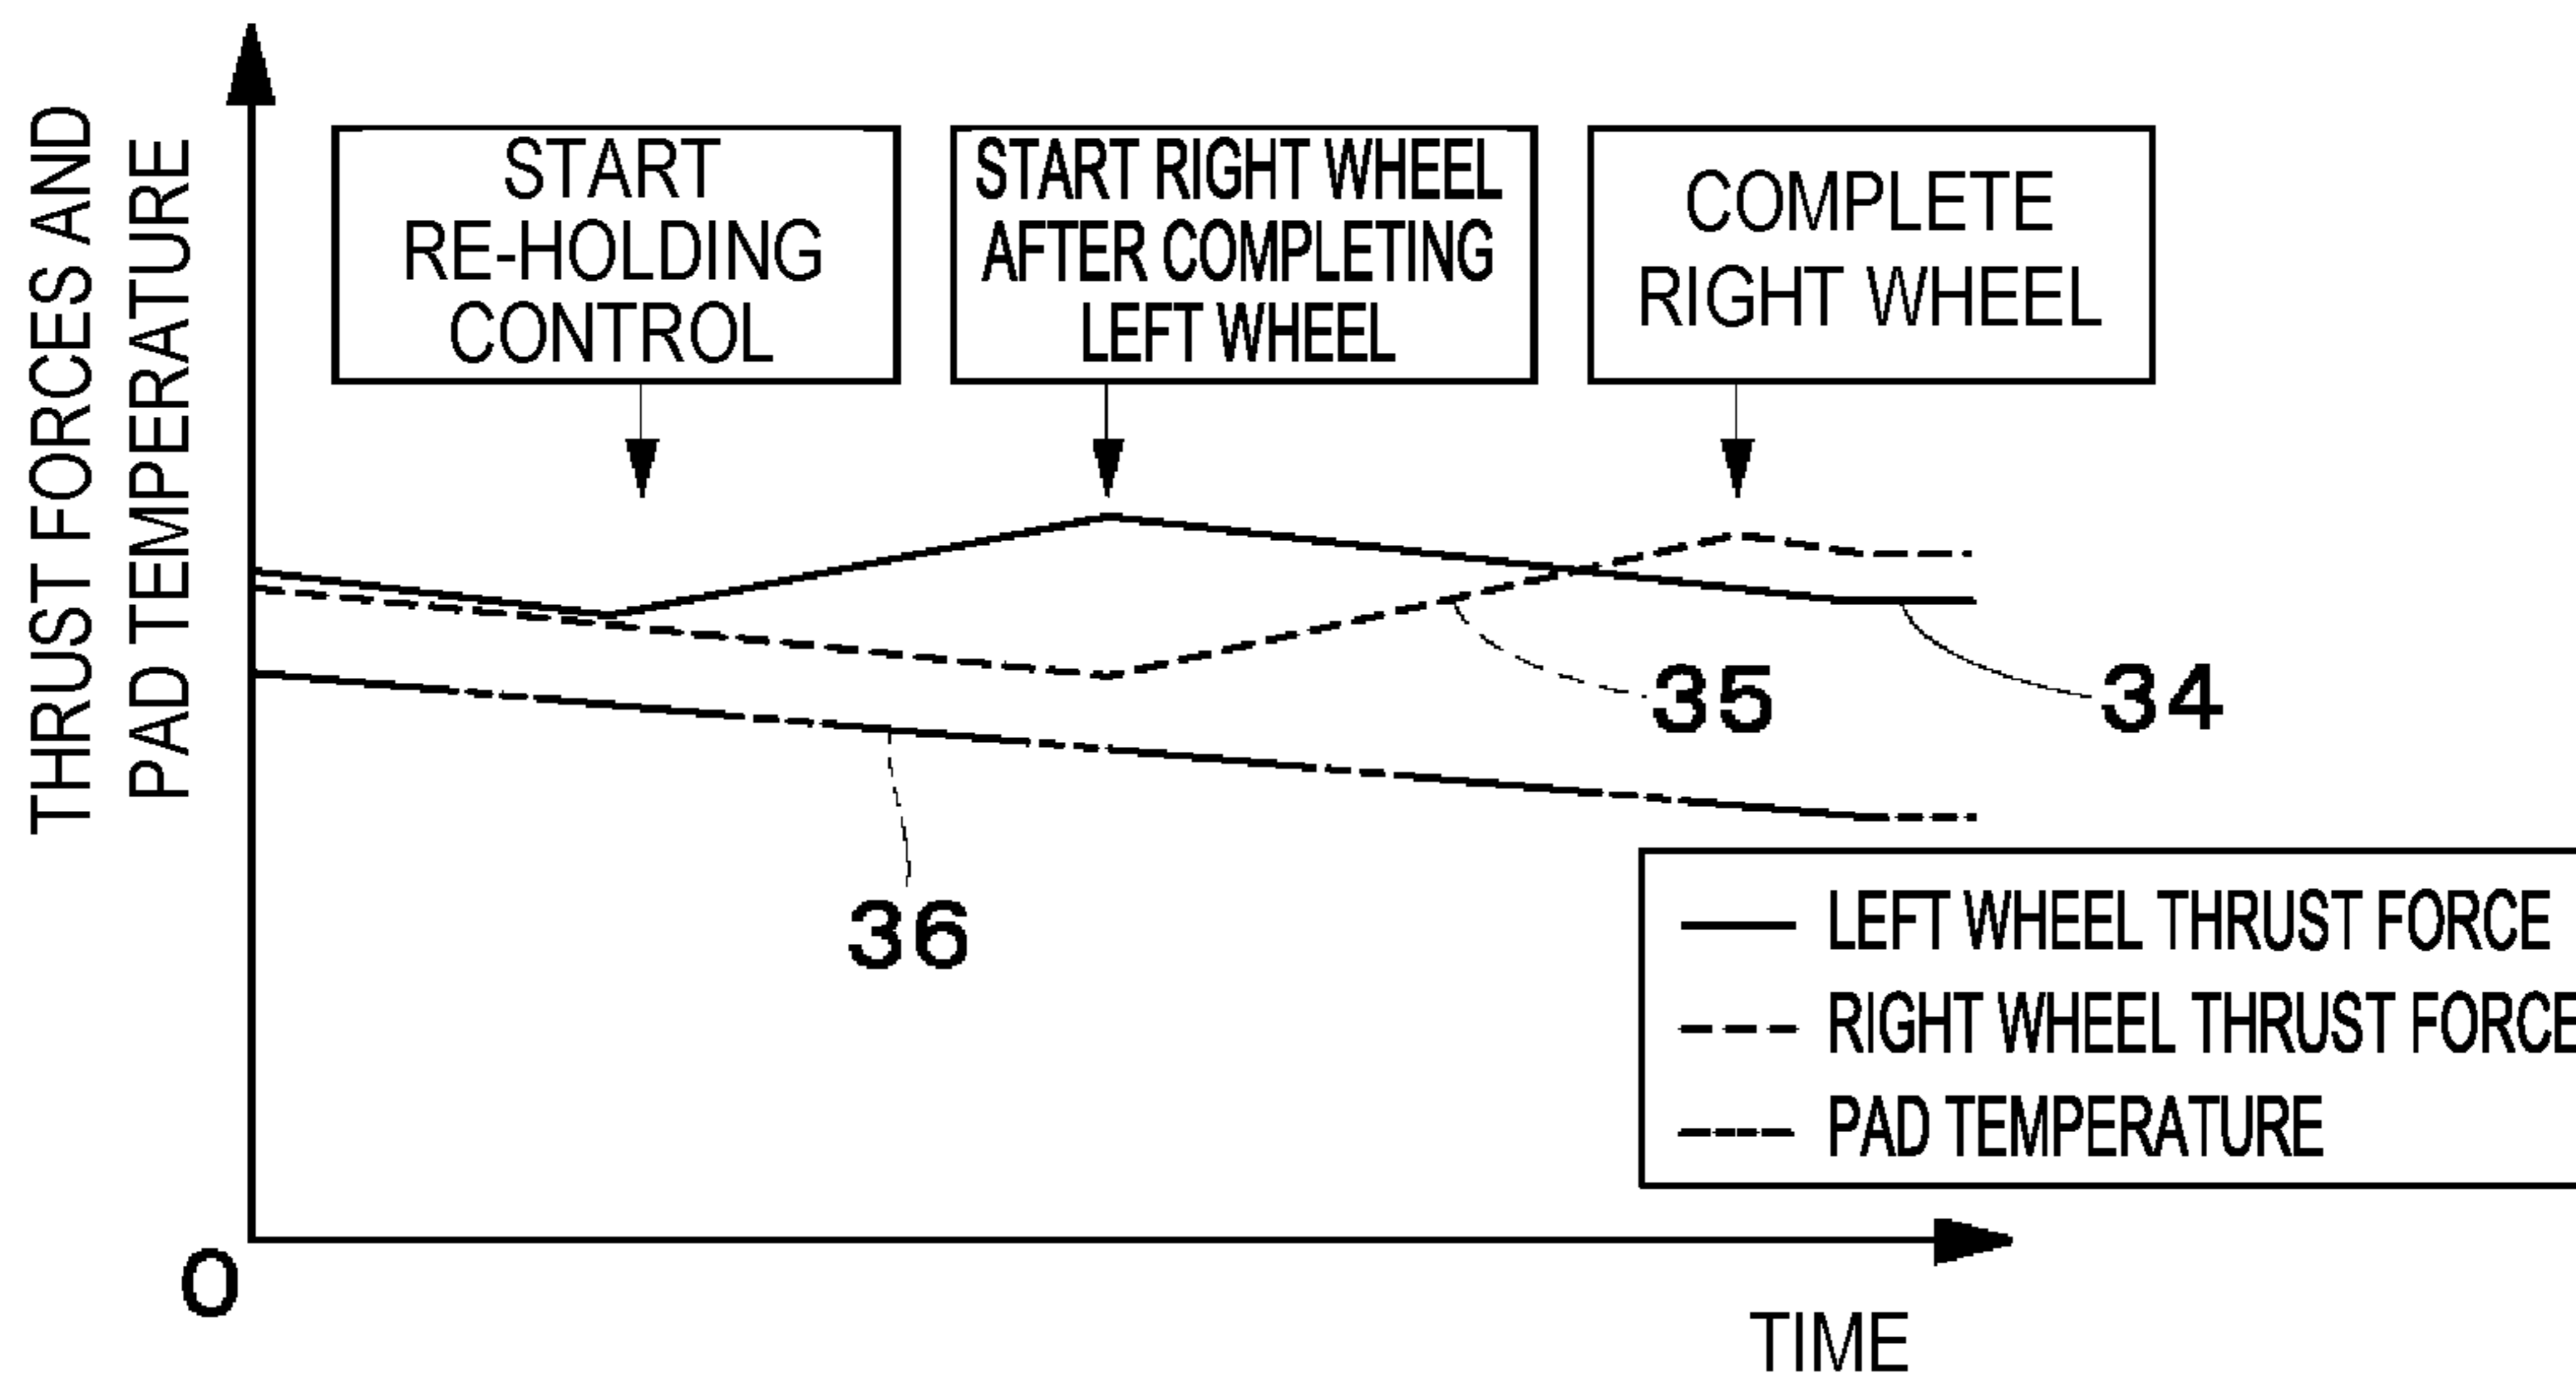 THRUST FORCES AND
PAD TEMPERATURE
START
RE-HOLDING
CONTROL
START RIGHT WHEEL
AFTER COMPLETING
LEFT WHEEL
COMPLETE
RIGHT WHEEL
35
34
36
LEFT WHEEL THRUST FORCE
RIGHT WHEEL THRUST FORCE
PAD TEMPERATURE
O
TIME